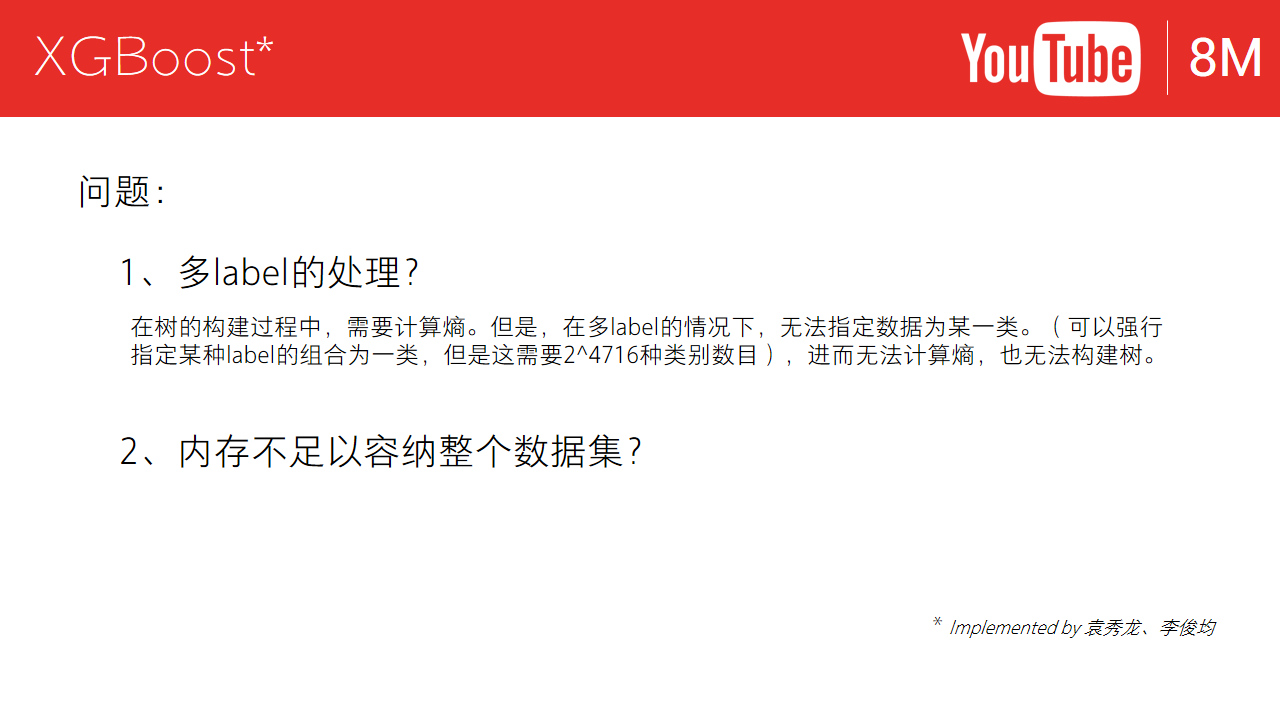 XGBoost*
YouTube 8M
问题：
1、多label的处理？
在树的构建过程中，需要计算熵。但是，在多label的情况下，无法指定数据为某一类。（可以强行
指定某种label的组合为一类，但是这需要2^4716种类别数目），进而无法计算熵，也无法构建树。
2、内存不足以容纳整个数据集？
* Implemented by 袁秀龙、李俊均